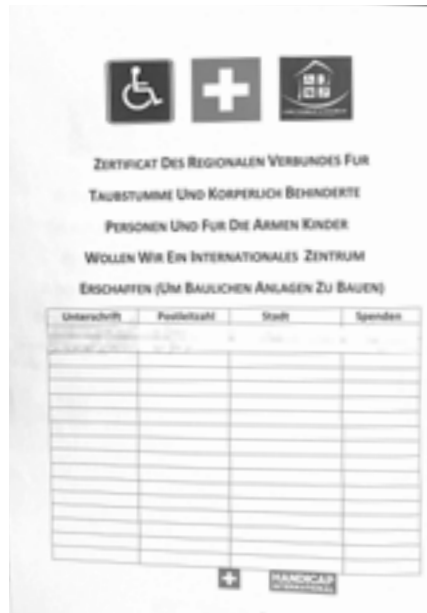 ZERTIFICAT DES REGIONALEN VERBUNDES FUR
TAUBSTUMME UND KORPERLICH BEHINDERTE
PERSONEN UND FUR DIE ARMEN KINDER
WOLLEN WIR EIN INTERNATIONALES ZENTRUM
ERSCHAFFEN (UM BAULICHEN ANLAGEN ZU BAUEN)
Unterschrift Postleitzahl Stadt Spenden
HANDICAP
INTERNATIONAL